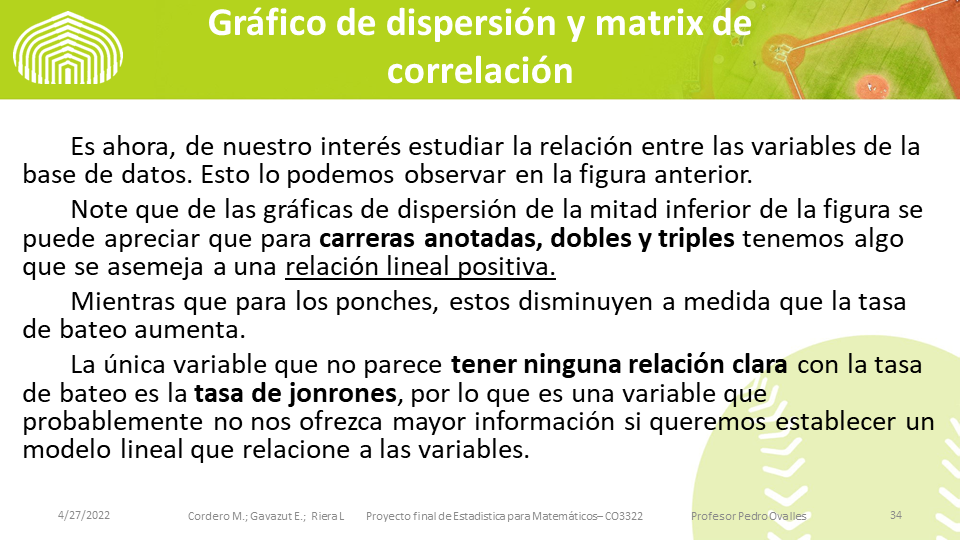 Gráfico de dispersión y matrix de
correlación
Es ahora, de nuestro interés estudiar la relación entre las variables de la
base de datos. Esto lo podemos observar en la figura anterior.
Note que de las gráficas de dispersión de la mitad inferior de la figura se
puede apreciar que para carreras anotadas, dobles y triples tenemos algo
que se asemeja a una relación lineal positiva.
Mientras que para los ponches, estos disminuyen a medida que la tasa
de bateo aumenta.
La única variable que no parece tener ninguna relación clara con la tasa
de bateo es la tasa de jonrones, por lo que es una variable que
probablemente no nos ofrezca mayor información si queremos establecer un
modelo lineal que relacione a las variables.
4/27/2022 Cordero M.; Gavazut E.; Riera L Proyecto final de Estadistica para Matemáticos– CO3322 Profesor Pedro Ovalles 34